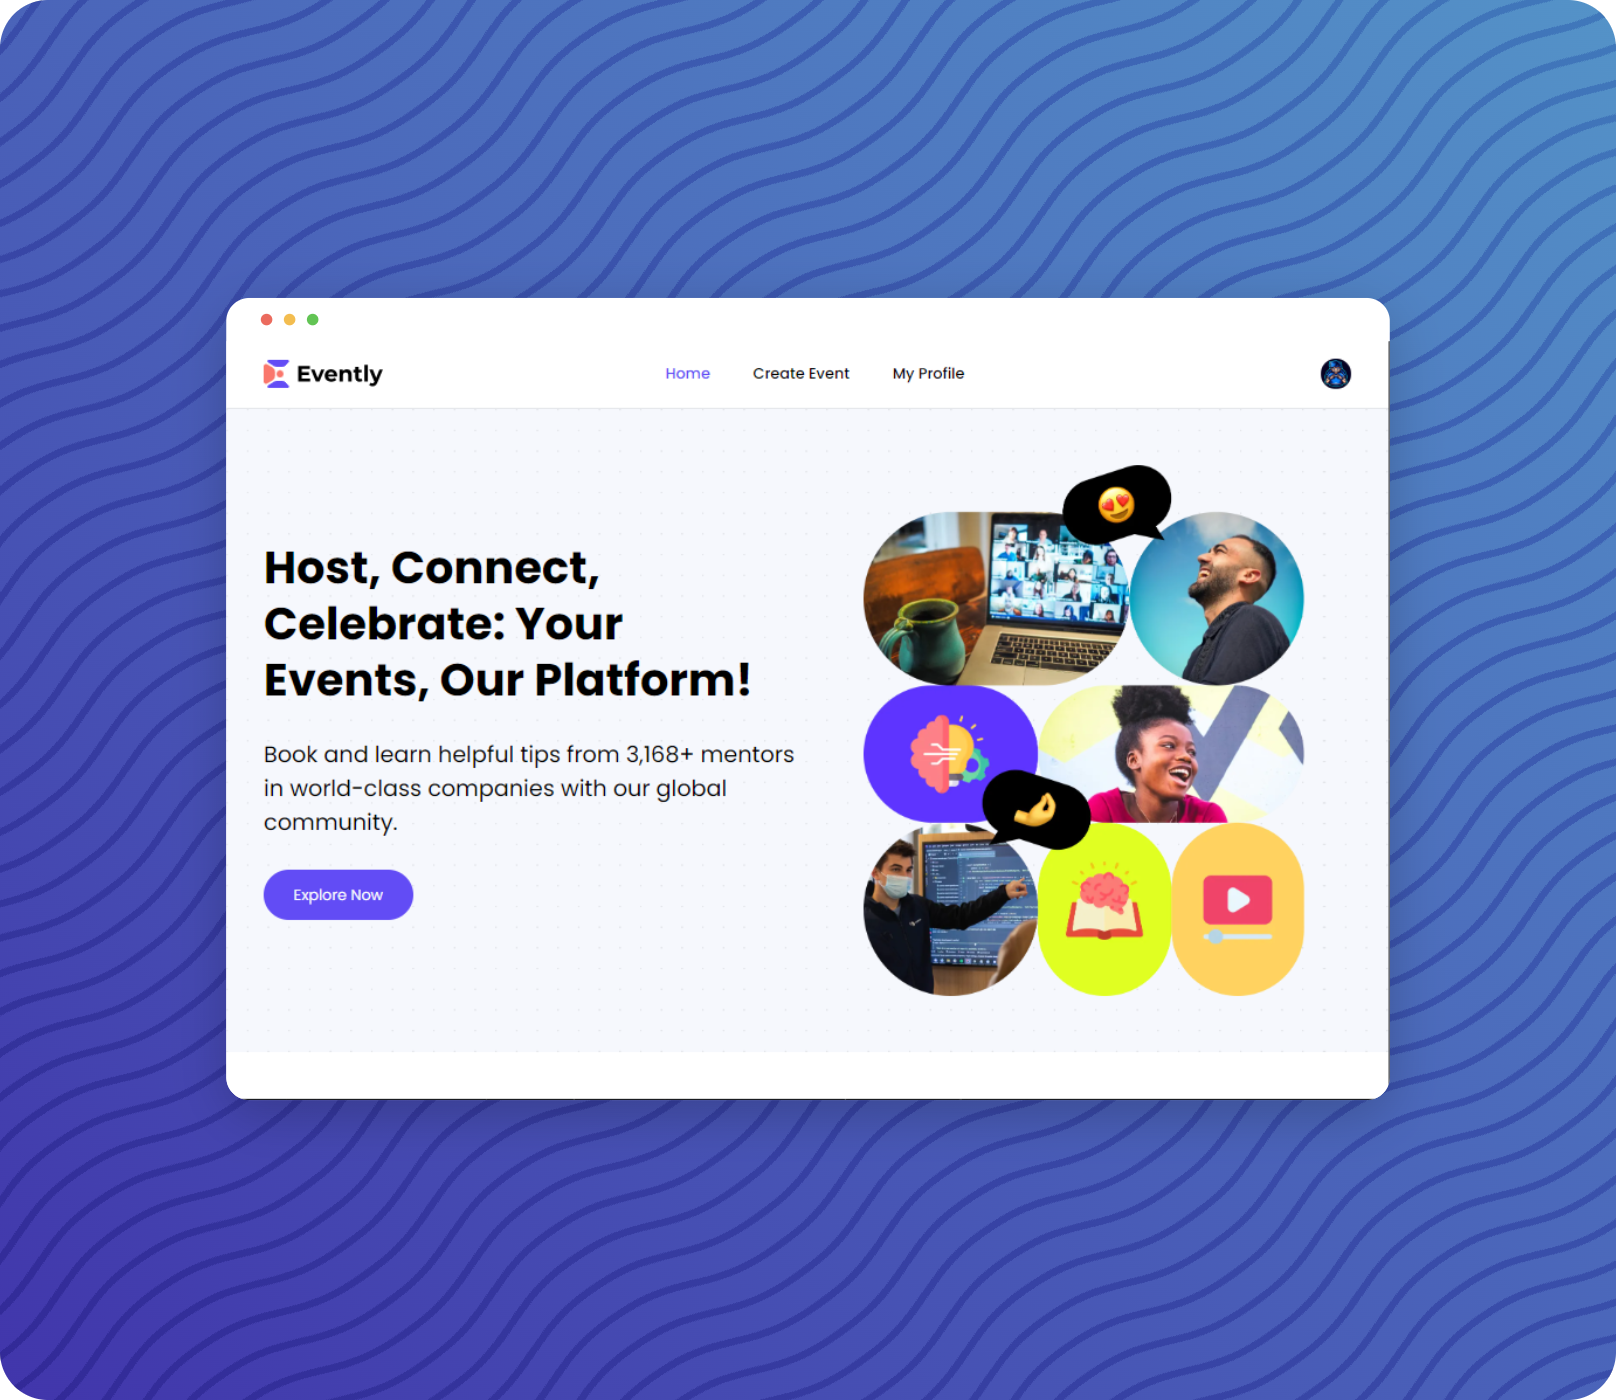 Evently
Home
Create Event
My Profile
Host, Connect,
Celebrate: Your
Events, Our Platform!
Book and learn helpful tips from 3,168+ mentors
in world-class companies with our global
community.
Explore Now